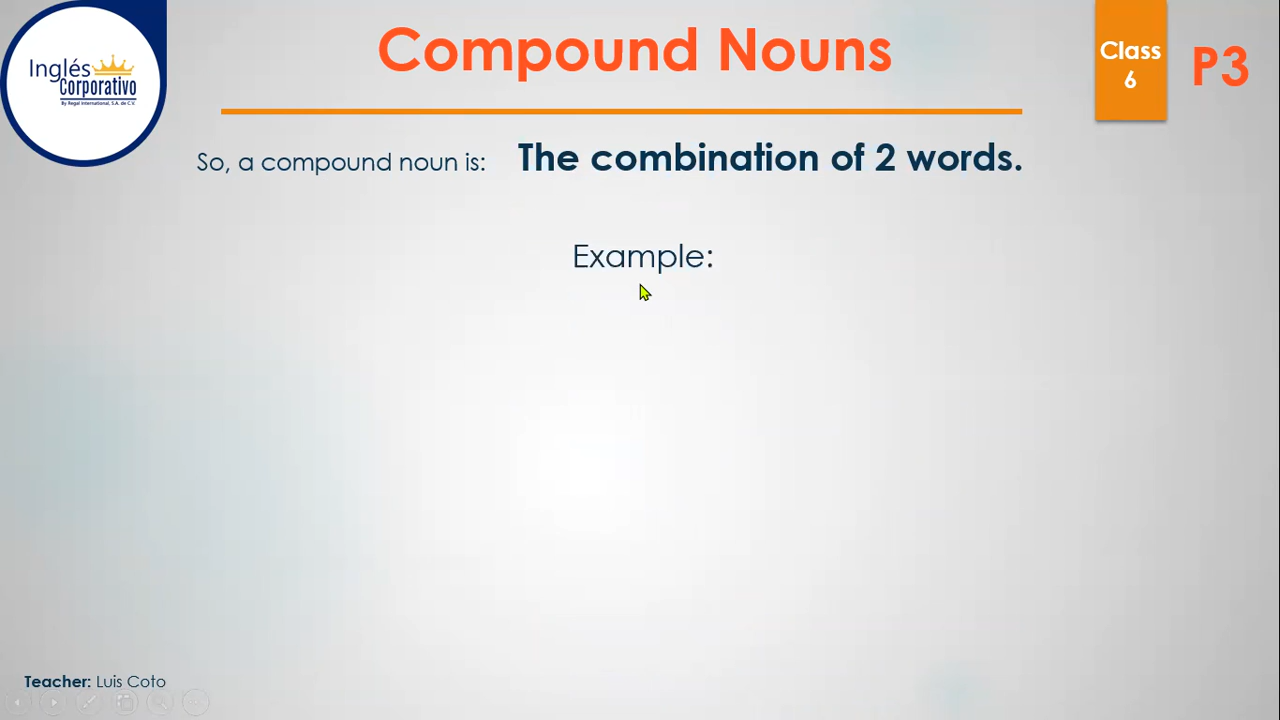 Inglés
Corporativo
By Regal International, S.A. de C.V.
Compound Nouns
Class
6
P3
So, a compound noun is: The combination of 2 words.
Example:
Teacher: Luis Coto